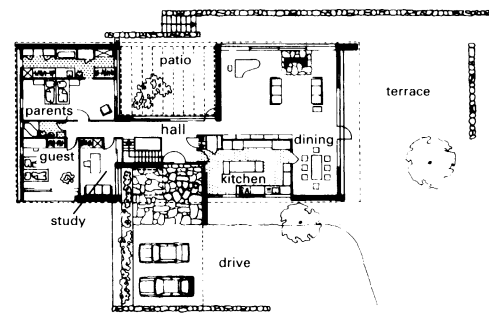 patio
terrace
parents
hall
dining
guest
kitchen
study
drive